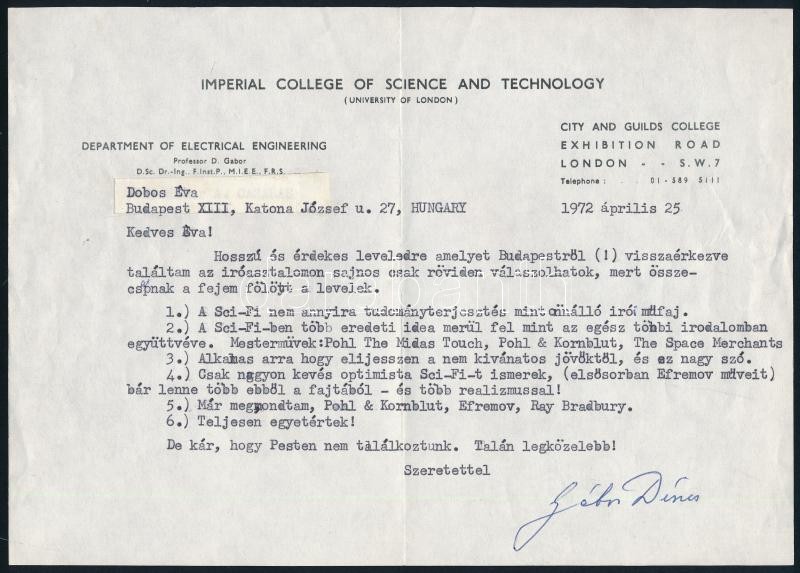 IMPERIAL COLLEGE OF SCIENCE AND TECHNOLOGY
(UNIVERSITY OF LONDON)
CITY AND GUILDS COLLEGE
EXHIBITION ROAD
LONDON - - S.W.7
Telephone : 01-589 5111
DEPARTMENT OF ELECTRICAL ENGINEERING
Professor D. Gabor
D.Sc. Dr.-Ing., F.Inst.P., M.I.E.E., F.R.S.
Dobos Éva
Budapest XIII, Katona József u. 27, HUNGARY 1972 április 25
Kedves Éva!
Hosszú és érdekes leveledre amelyet Budapestről (!) visszaérkezve
találtam az iróasztalomon sajnos csak röviden válaszolhatok, mert össze-
csapnak a fejem fölött a levelek.
1.) A Sci-Fi nem annyira tudományterjesztés mint önálló irói műfaj.
2.) A Sci-Fi-ben több eredeti idea merül fel mint az egész többi irodalomban
együttvéve. Mestermüvek:Pohl The Midas Touch, Pohl & Kornblut, The Space Merchants
3.) Alkalmas arra hogy elijesszen a nem kivánatos jövöktől, és ez nagy szó.
4.) Csak nagyon kevés optimista Sci-Fi-t ismerek, (elsösorban Efremov müveit)
bár lenne több ebből a fajtából - és több realizmussal!
5.) Már megmondtam, Pohl & Kornblut, Efremov, Ray Bradbury.
6.) Teljesen egyetértek!
De kár, hogy Pesten nem találkoztunk. Talán legközelebb!
Szeretettel
Gábor Dénes